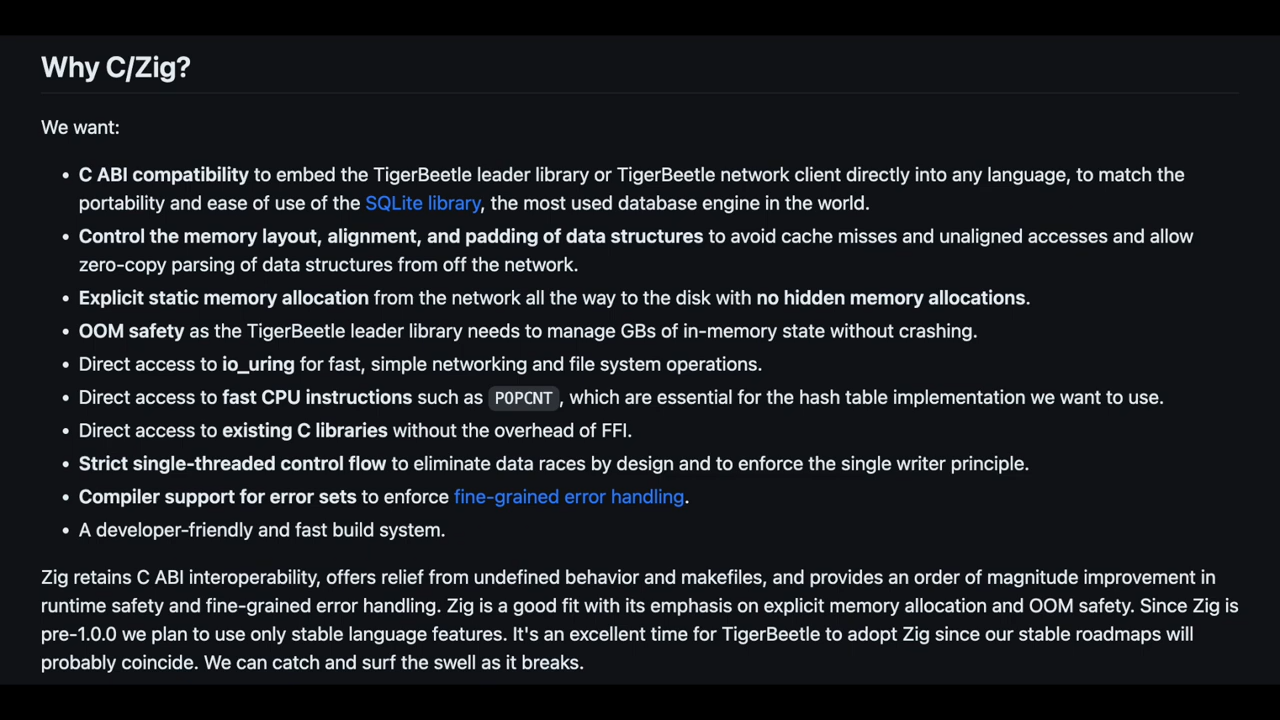 Why C/Zig?
We want:
• C ABI compatibility to embed the TigerBeetle leader library or TigerBeetle network client directly into any language, to match the
portability and ease of use of the SQLite library, the most used database engine in the world.
• Control the memory layout, alignment, and padding of data structures to avoid cache misses and unaligned accesses and allow
zero-copy parsing of data structures from off the network.
• Explicit static memory allocation from the network all the way to the disk with no hidden memory allocations.
• OOM safety as the TigerBeetle leader library needs to manage GBs of in-memory state without crashing.
• Direct access to io_uring for fast, simple networking and file system operations.
• Direct access to fast CPU instructions such as POPCNT, which are essential for the hash table implementation we want to use.
• Direct access to existing C libraries without the overhead of FFI.
• Strict single-threaded control flow to eliminate data races by design and to enforce the single writer principle.
• Compiler support for error sets to enforce fine-grained error handling.
• A developer-friendly and fast build system.
Zig retains C ABI interoperability, offers relief from undefined behavior and makefiles, and provides an order of magnitude improvement in
runtime safety and fine-grained error handling. Zig is a good fit with its emphasis on explicit memory allocation and OOM safety. Since Zig is
pre-1.0.0 we plan to use only stable language features. It's an excellent time for TigerBeetle to adopt Zig since our stable roadmaps will
probably coincide. We can catch and surf the swell as it breaks.